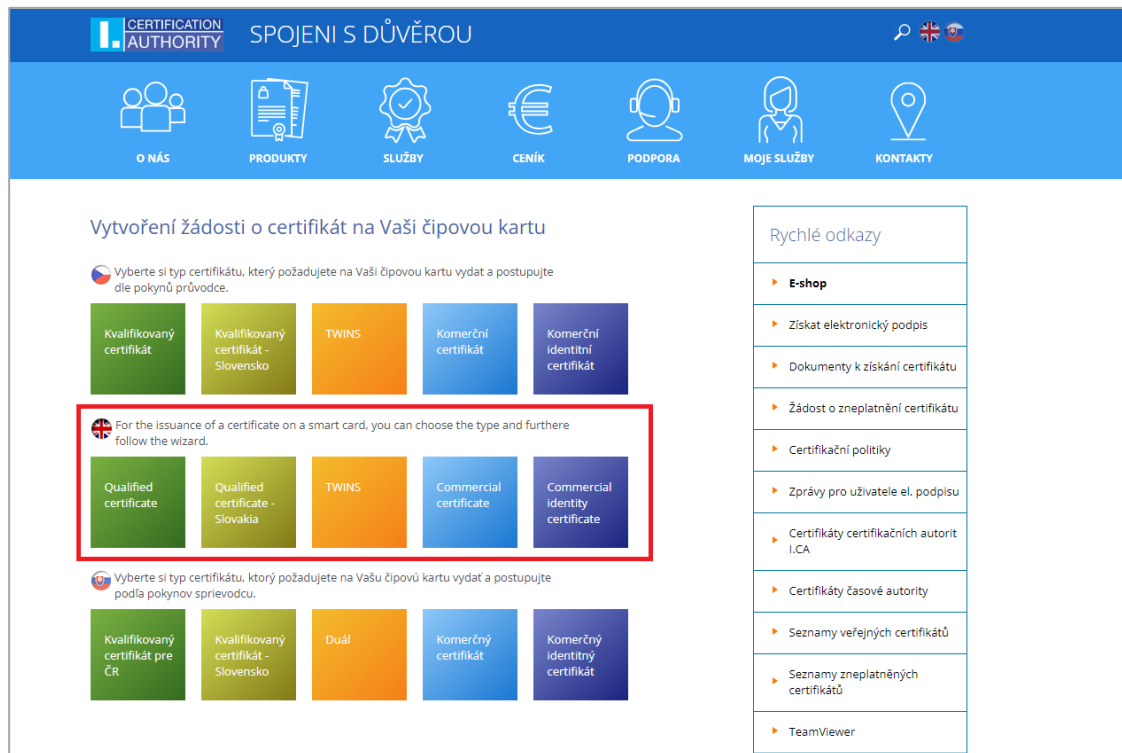 CERTIFICATION
AUTHORITY
SPOJENI S DŮVĚROU
O NÁS
PRODUKTY
SLUŽBY
CENÍK
PODPORA
MOJE SLUŽBY
KONTAKTY
Vytvoření žádosti o certifikát na Vaši čipovou kartu
Vyberte si typ certifikátu, který požadujete na Vaši čipovou kartu vydat a postupujte
dle pokynů průvodce.
Kvalifikovaný
certifikát
Kvalifikovaný
certifikát -
Slovensko
TWINS
Komerční
certifikát
Komerční
identitní
certifikát
For the issuance of a certificate on a smart card, you can choose the type and furthere
follow the wizard.
Qualified
certificate
Qualified
certificate -
Slovakia
TWINS
Commercial
certificate
Commercial
identity
certificate
Vyberte si typ certifikátu, ktorý požadujete na Vašu čipovú kartu vydať a postupujte
podľa pokynov sprievodcu.
Kvalifikovaný
certifikát pre
ČR
Kvalifikovaný
certifikát -
Slovensko
Duál
Komerčný
certifikát
Komerčný
identitný
certifikát
Rychlé odkazy
E-shop
Získat elektronický podpis
Dokumenty k získání certifikátu
Žádost o zneplatnění certifikátu
Certifikační politiky
Zprávy pro uživatele el. podpisu
Certifikáty certifikačních autorit
I.CA
Certifikáty časové autority
Seznamy veřejných certifikátů
Seznamy zneplatněných
certifikátů
TeamViewer